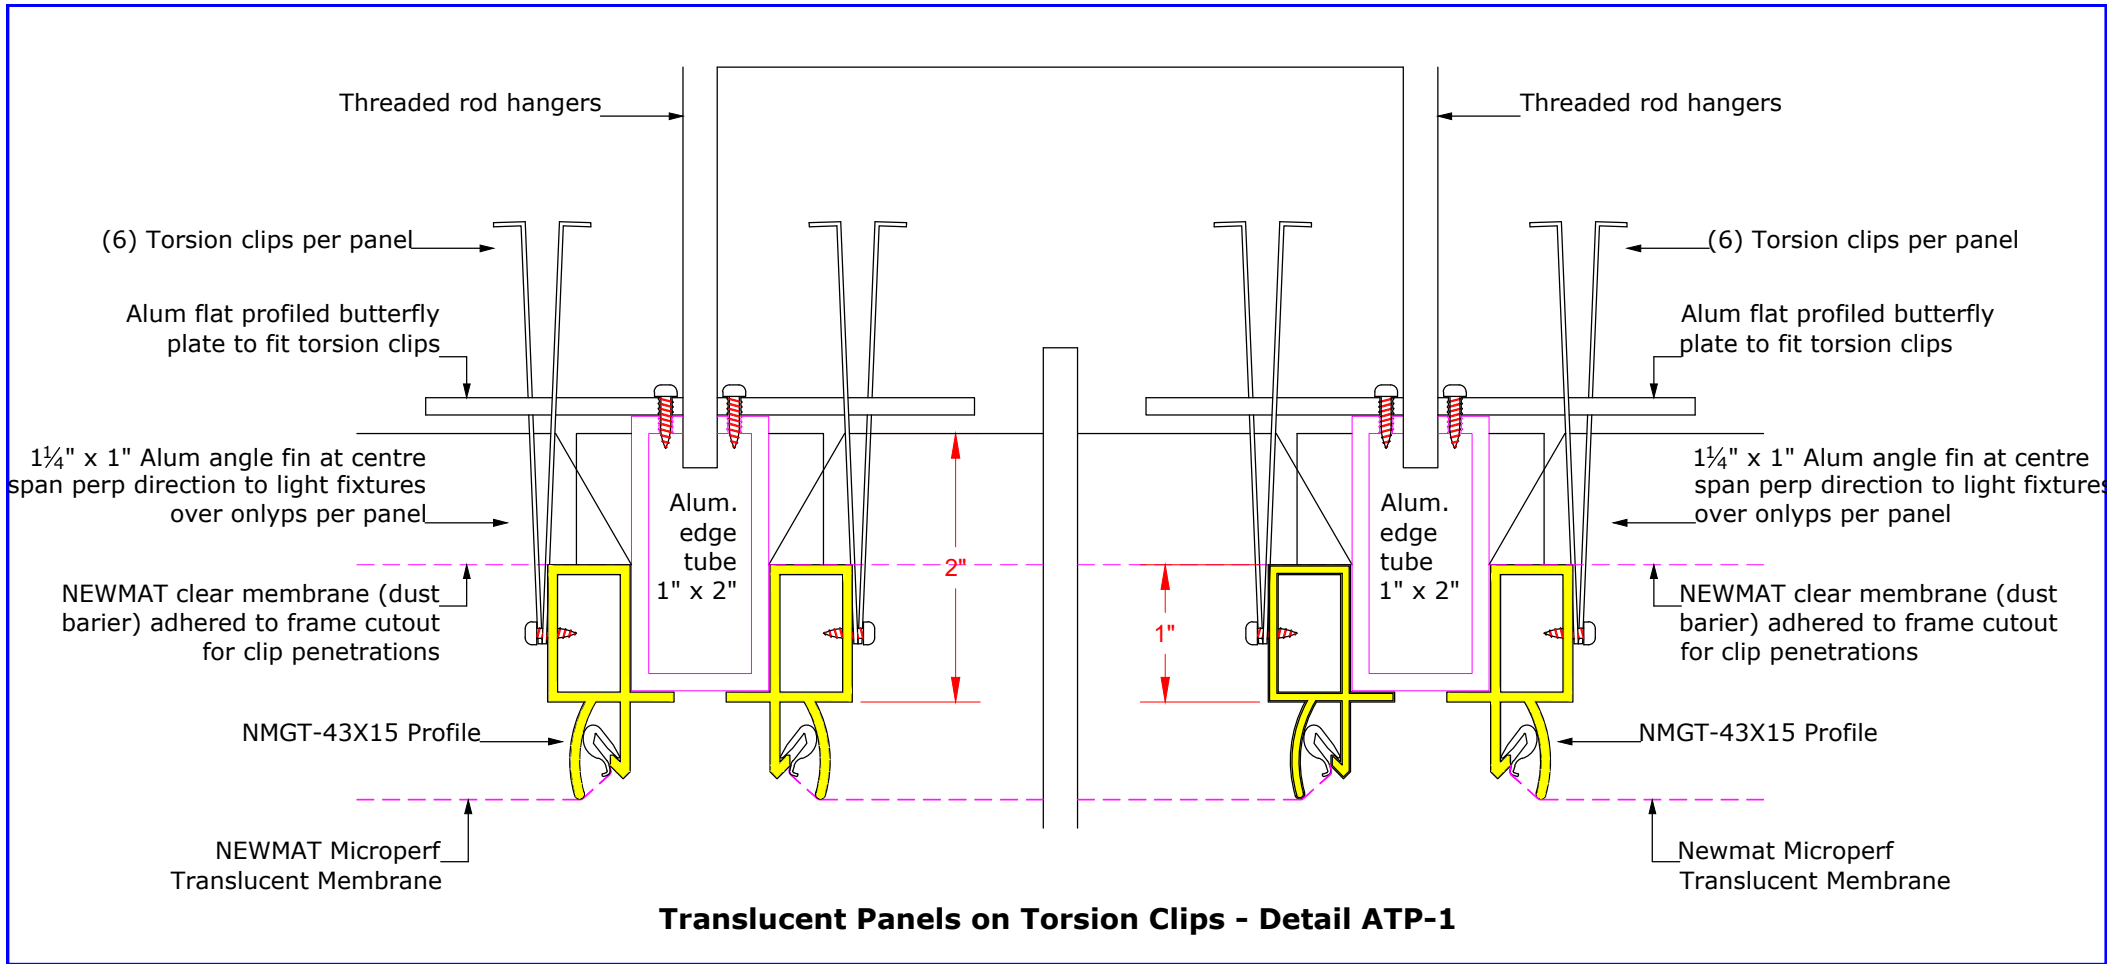 Threaded rod hangers
Threaded rod hangers
(6) Torsion clips per panel
(6) Torsion clips per panel
Alum flat profiled butterfly
plate to fit torsion clips
Alum flat profiled butterfly
plate to fit torsion clips
1¼" x 1" Alum angle fin at centre
span perp direction to light fixtures
over onlyps per panel
1¼" x 1" Alum angle fin at centre
span perp direction to light fixtures
over onlyps per panel
Alum.
edge
tube
1" x 2"
Alum.
edge
tube
1" x 2"
2"
1"
NEWMAT clear membrane (dust
barier) adhered to frame cutout
for clip penetrations
NEWMAT clear membrane (dust
barier) adhered to frame cutout
for clip penetrations
NMGT-43X15 Profile
NMGT-43X15 Profile
NEWMAT Microperf
Translucent Membrane
Newmat Microperf
Translucent Membrane
Translucent Panels on Torsion Clips - Detail ATP-1